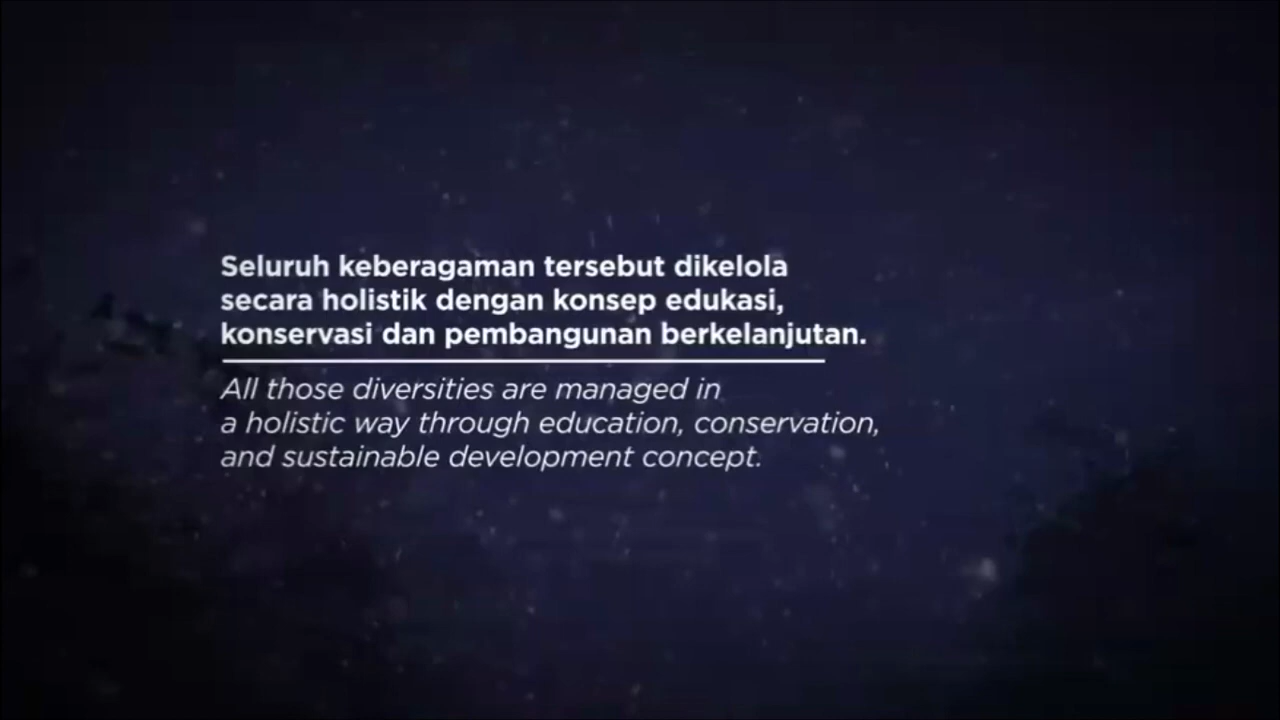 Seluruh keberagaman tersebut dikelola
secara holistik dengan konsep edukasi,
konservasi dan pembangunan berkelanjutan.
All those diversities are managed in
a holistic way through education, conservation,
and sustainable development concept.